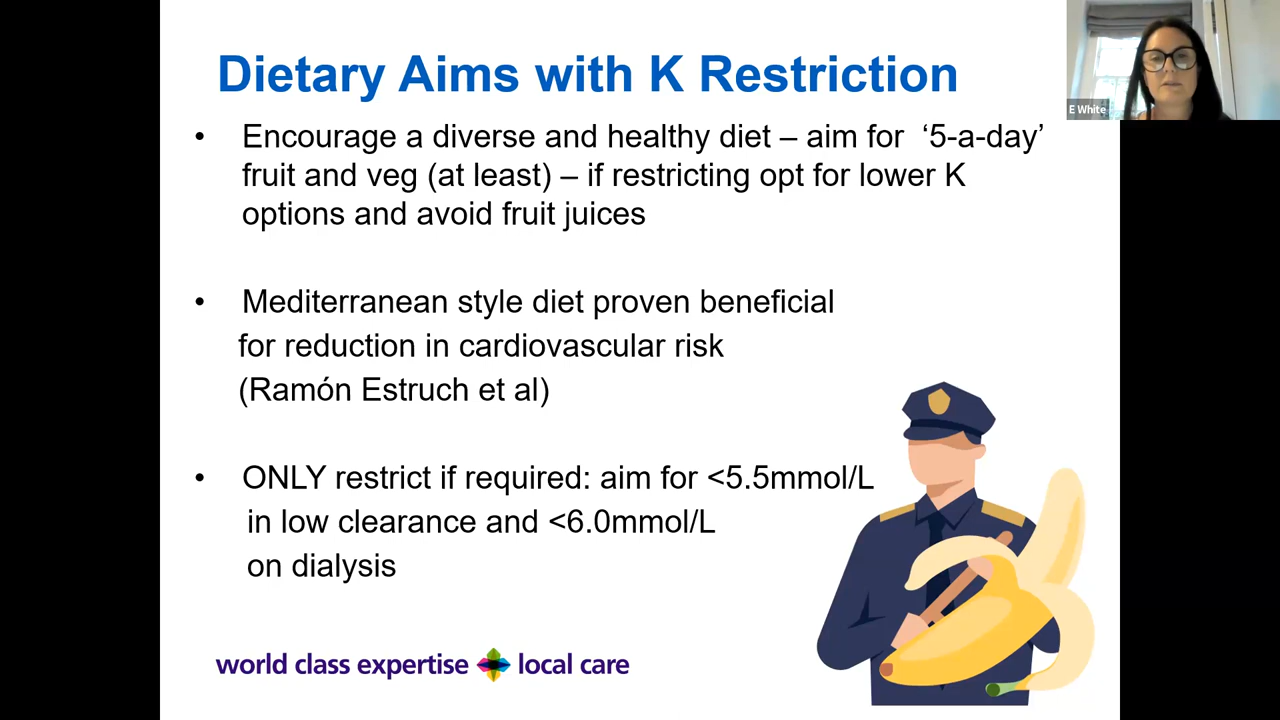 Dietary Aims with K Restriction
E White
• Encourage a diverse and healthy diet – aim for ‘5-a-day’
fruit and veg (at least) – if restricting opt for lower K
options and avoid fruit juices
• Mediterranean style diet proven beneficial
for reduction in cardiovascular risk
(Ramón Estruch et al)
• ONLY restrict if required: aim for <5.5mmol/L
in low clearance and <6.0mmol/L
on dialysis
world class expertise local care